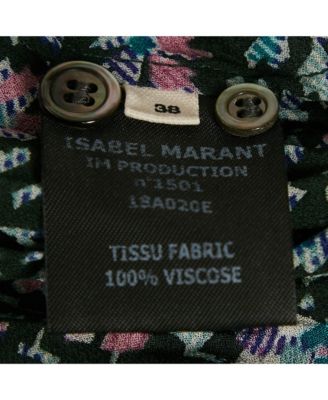 38
ISABEL MARANT
IM PRODUCTION
n°1501
18A020E
TISSU FABRIC
100% VISCOSE